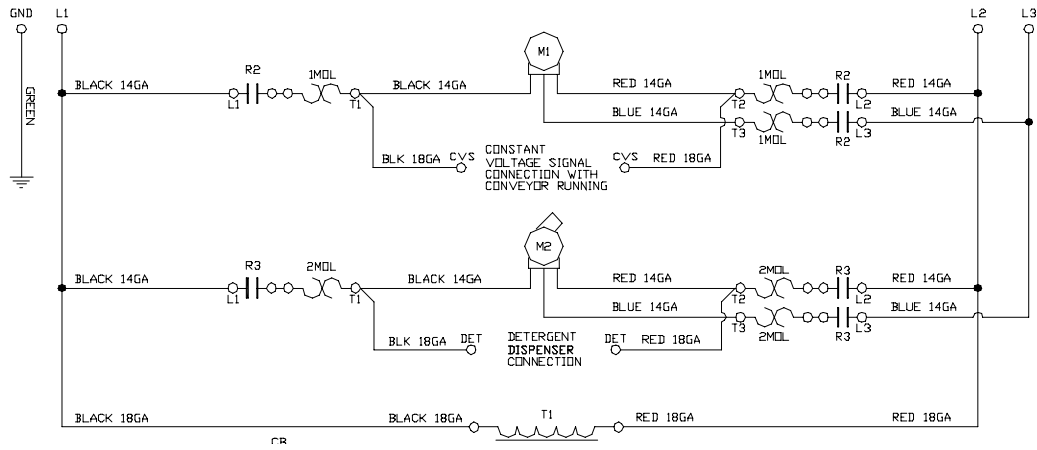 GND L1 L2 L3
GREEN
M1
BLACK 14GA R2 1MOL BLACK 14GA RED 14GA 1MOL R2 RED 14GA
L1 T1 T2 L2
BLUE 14GA BLUE 14GA
T3 1MOL R2 L3
BLK 18GA CVS CONSTANT CVS RED 18GA
VOLTAGE SIGNAL
CONNECTION WITH
CONVEYOR RUNNING
M2
BLACK 14GA R3 2MOL BLACK 14GA RED 14GA 2MOL R3 RED 14GA
L1 T1 T2 L2
BLUE 14GA BLUE 14GA
T3 2MOL R3 L3
BLK 18GA DET DETERGENT DET RED 18GA
DISPENSER
CONNECTION
BLACK 18GA BLACK 18GA T1 RED 18GA RED 18GA
CB